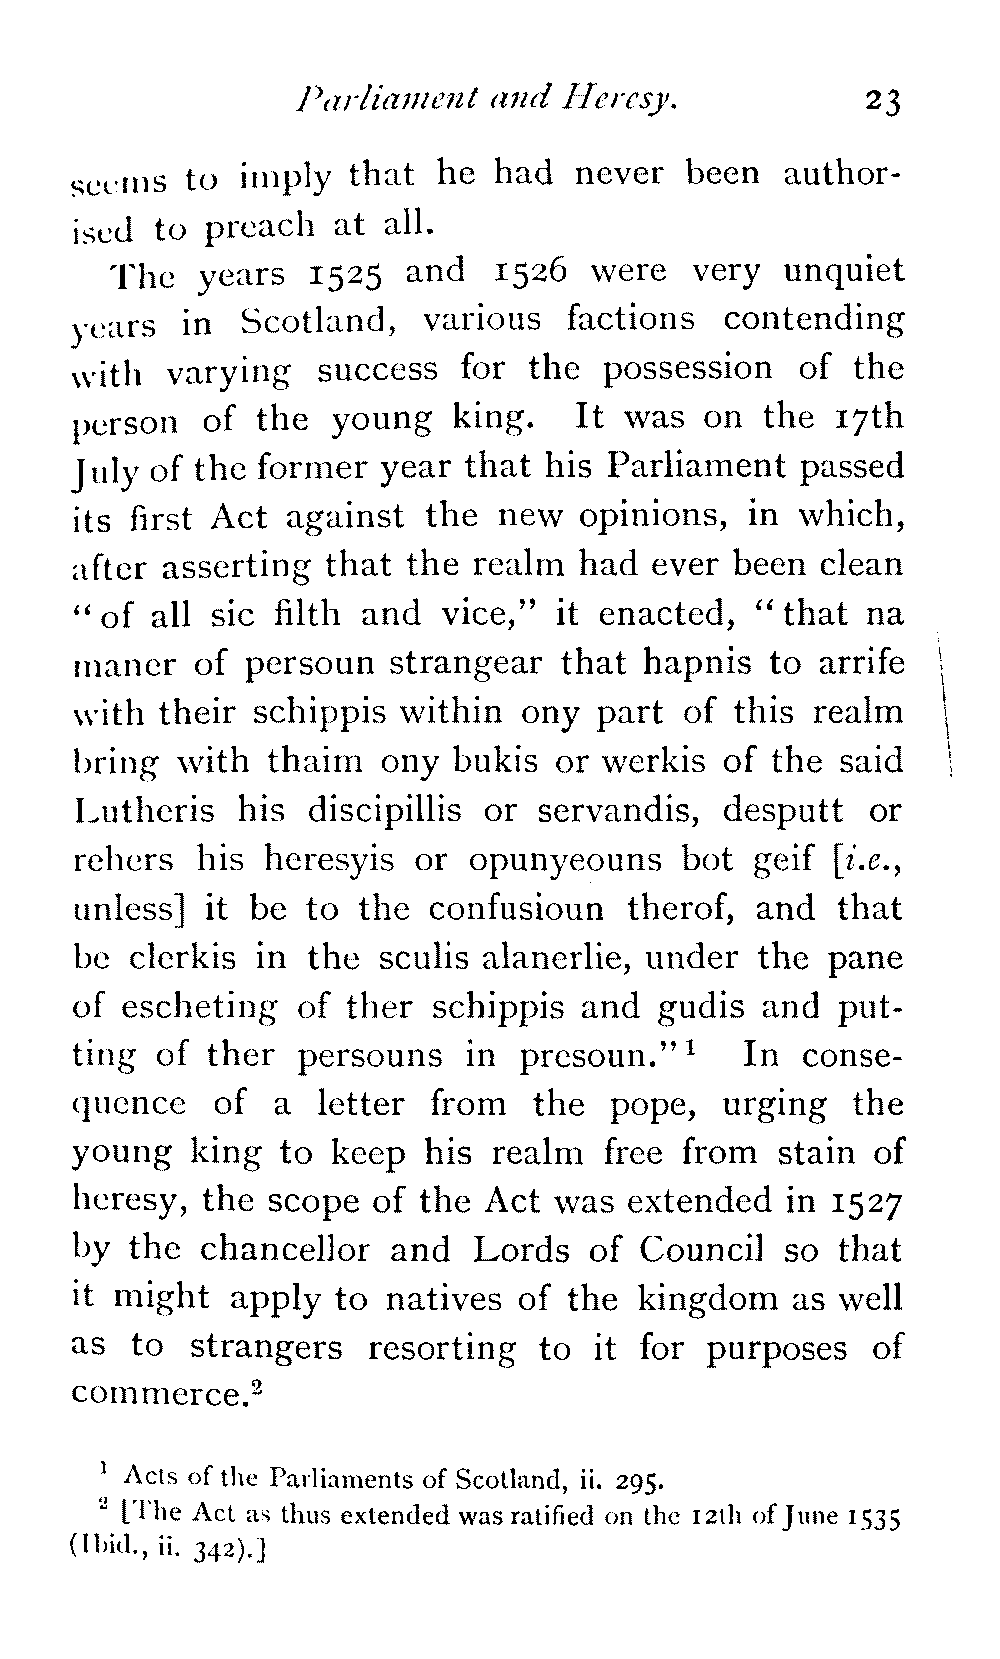 Parliament and Heresy. 23
seems to imply that he had never been author-
ised to preach at all.
The years 1525 and 1526 were very unquiet
years in Scotland, various factions contending
with varying success for the possession of the
person of the young king. It was on the 17th
July of the former year that his Parliament passed
its first Act against the new opinions, in which,
after asserting that the realm had ever been clean
“of all sic filth and vice,” it enacted, “that na
maner of persoun strangear that hapnis to arrife
with their schippis within ony part of this realm
bring with thaim ony bukis or werkis of the said
Lutheris his discipillis or servandis, desputt or
rehers his heresyis or opunyeouns bot geif [i.e.,
unless] it be to the confusioun therof, and that
be clerkis in the sculis alanerlie, under the pane
of escheting of ther schippis and gudis and put-
ting of ther persouns in presoun.”1 In conse-
quence of a letter from the pope, urging the
young king to keep his realm free from stain of
heresy, the scope of the Act was extended in 1527
by the chancellor and Lords of Council so that
it might apply to natives of the kingdom as well
as to strangers resorting to it for purposes of
commerce.2
1 Acts of the Parliaments of Scotland, ii. 295.
2 [The Act as thus extended was ratified on the 12th of June 1535
(Ibid., ii. 342).]